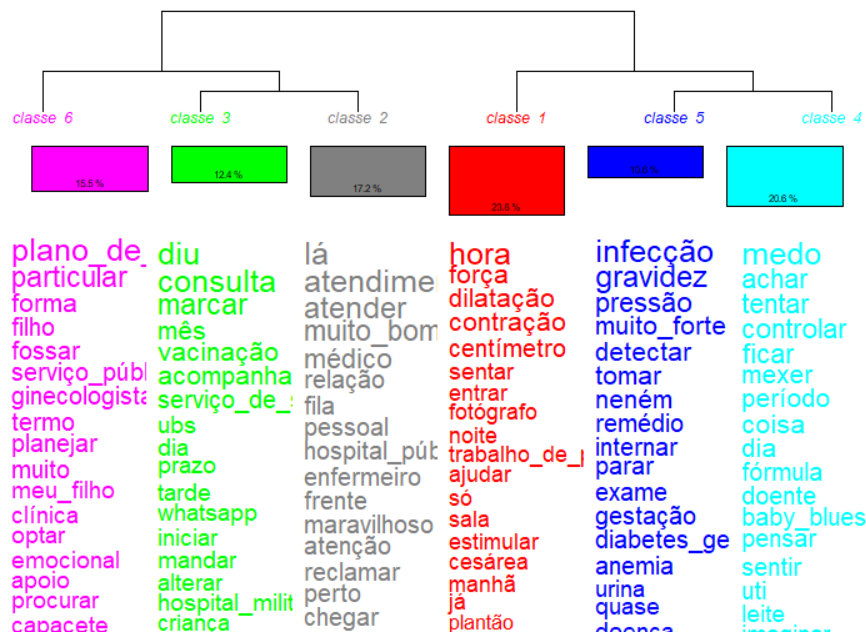 classe 6
classe 3
classe 2
classe 1
classe 5
classe 4
15.5 %
12.4 %
17.2 %
23.8 %
20.6 %
plano_de_
particular
forma
filho
fossar
serviço_públ
ginecologista
termo
planejar
muito
meu_filho
clínica
optar
emocional
apoio
procurar
capacete
diu
consulta
marcar
mês
vacinação
acompanha
serviço_de_s
ubs
dia
prazo
tarde
whatsapp
iniciar
mandar
alterar
hospital_milit
criança
lá
atendime
atender
muito_bom
médico
relação
fila
pessoal
hospital_púb
enfermeiro
frente
maravilhoso
atenção
reclamar
perto
chegar
hora
força
dilatação
contração
centímetro
sentar
entrar
fotógrafo
noite
trabalho_de_p
ajudar
só
sala
estimular
cesárea
manhã
já
plantão
infecção
gravidez
pressão
muito_forte
detectar
tomar
neném
remédio
internar
parar
exame
gestação
diabetes_ge
anemia
urina
quase
doença
medo
achar
tentar
controlar
ficar
mexer
período
coisa
dia
fórmula
doente
baby_blues
pensar
sentir
uti
leite